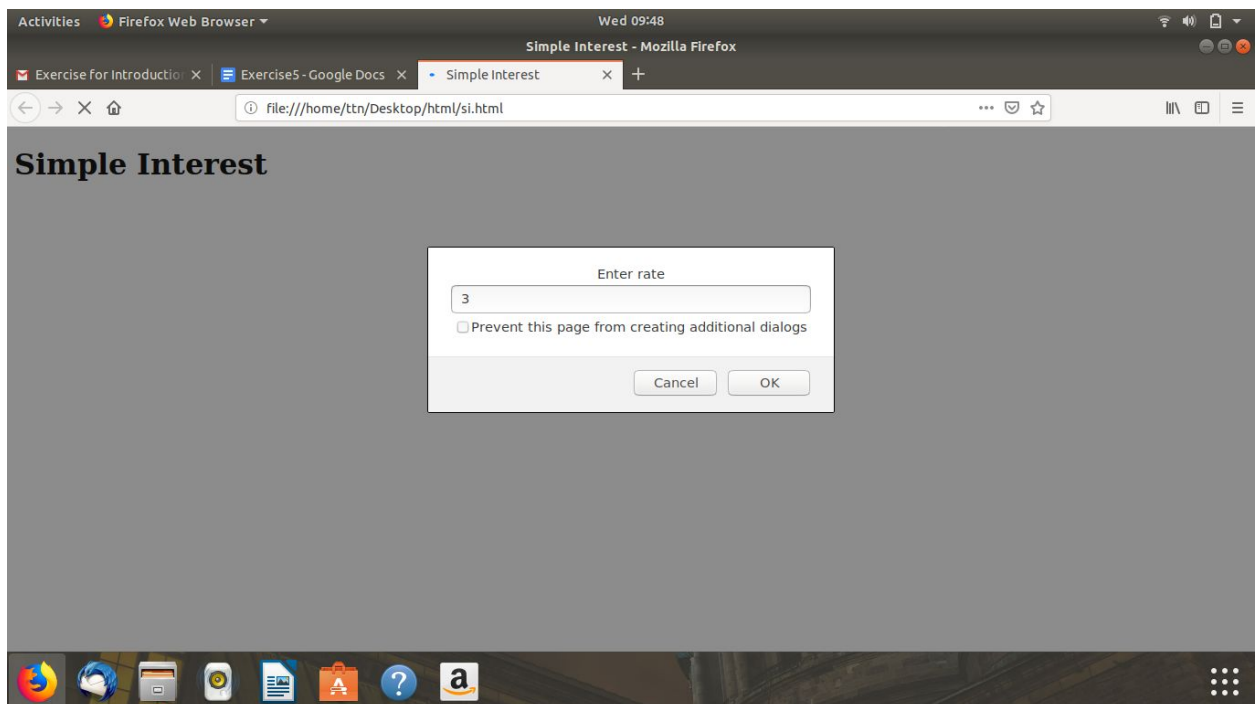 Activities Firefox Web Browser Wed 09:48
Simple Interest - Mozilla Firefox
Exercise for Introductio Exercise5 - Google Docs Simple Interest
file:///home/ttn/Desktop/html/si.html
Simple Interest
Enter rate
3
Prevent this page from creating additional dialogs
Cancel OK